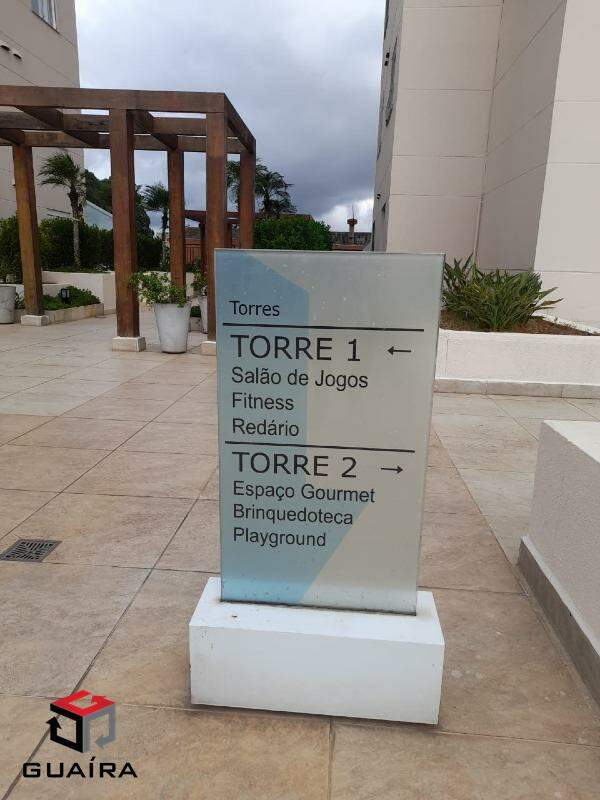 Torres
TORRE 1 ←
Salão de Jogos
Fitness
Redário
TORRE 2 →
Espaço Gourmet
Brinquedoteca
Playground
GUAÍRA